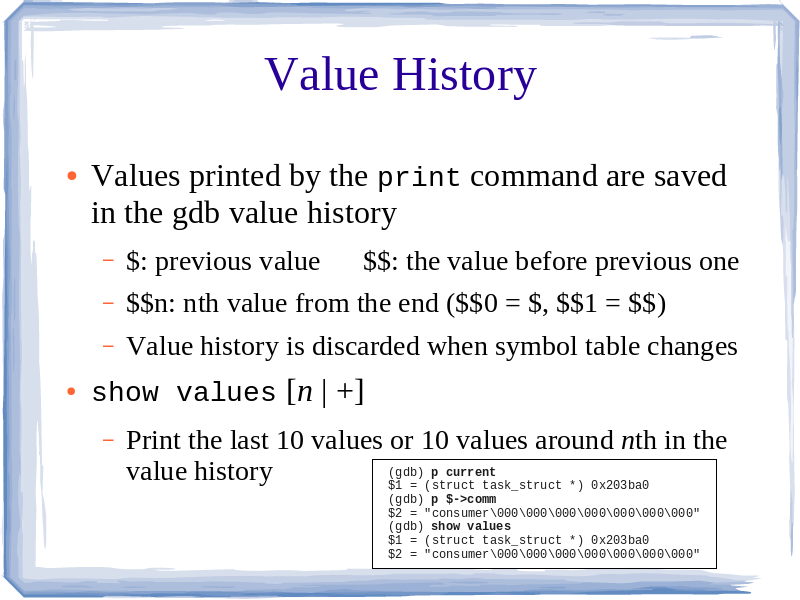 Value History
• Values printed by the print command are saved
in the gdb value history
– $: previous value $$: the value before previous one
– $$n: nth value from the end ($$0 = $, $$1 = $$)
– Value history is discarded when symbol table changes
• show values [n | +]
– Print the last 10 values or 10 values around nth in the
value history
(gdb) p current
$1 = (struct task_struct *) 0x203ba0
(gdb) p $->comm
$2 = "consumer\000\000\000\000\000\000\000"
(gdb) show values
$1 = (struct task_struct *) 0x203ba0
$2 = "consumer\000\000\000\000\000\000\000"